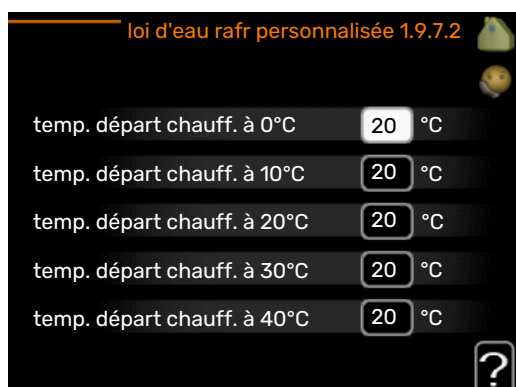 loi d'eau rafr personnalisée 1.9.7.2
temp. départ chauff. à 0°C 20 °C
temp. départ chauff. à 10°C 20 °C
temp. départ chauff. à 20°C 20 °C
temp. départ chauff. à 30°C 20 °C
temp. départ chauff. à 40°C 20 °C
?